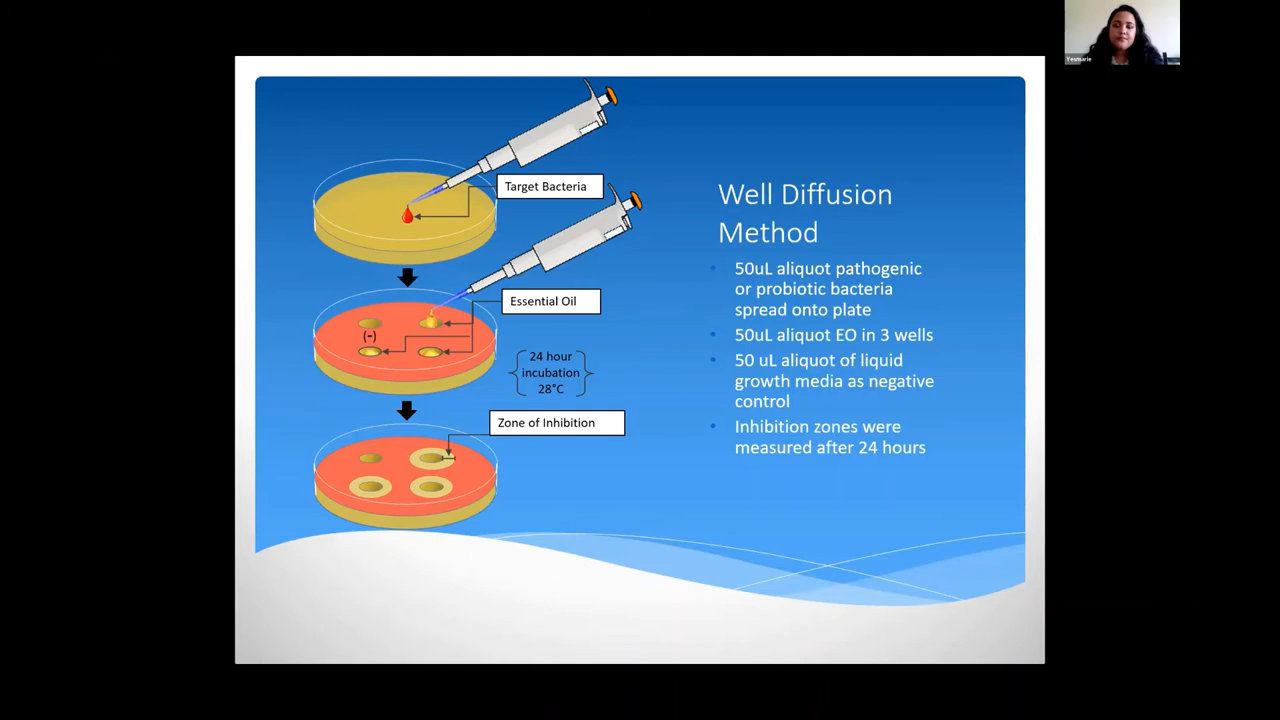 Yesmarie
Target Bacteria
Essential Oil
(-)
24 hour
incubation
28°C
Zone of Inhibition
Well Diffusion
Method
• 50uL aliquot pathogenic
or probiotic bacteria
spread onto plate
• 50uL aliquot EO in 3 wells
• 50 uL aliquot of liquid
growth media as negative
control
• Inhibition zones were
measured after 24 hours